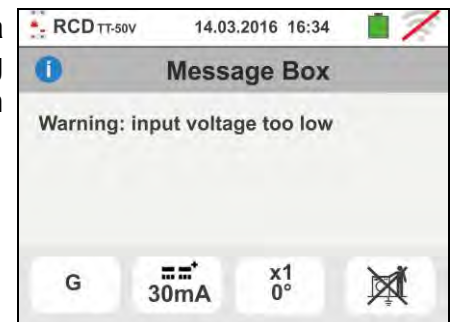 RCD TT-50V 14.03.2016 16:34
Message Box
Warning: input voltage too low
G
30mA
x1
0°